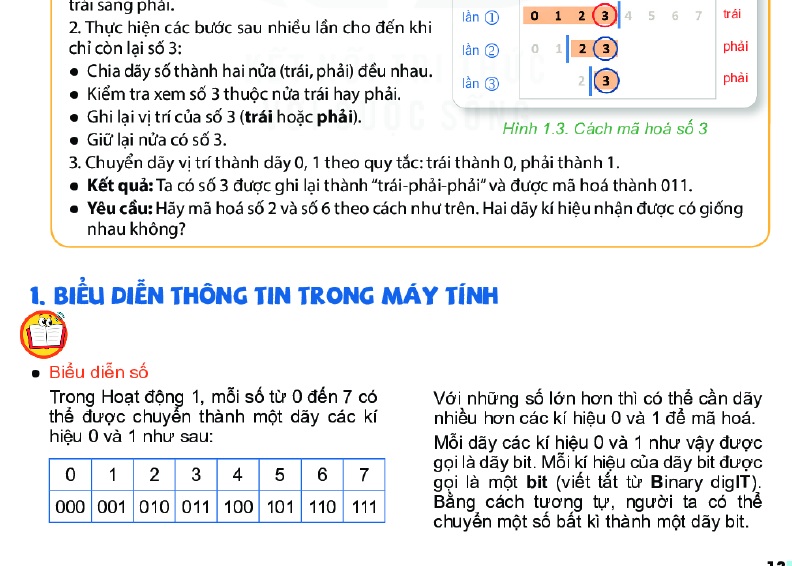 trái sang phải.
2. Thực hiện các bước sau nhiều lần cho đến khi
chỉ còn lại số 3:
• Chia dãy số thành hai nửa (trái, phải) đều nhau.
• Kiểm tra xem số 3 thuộc nửa trái hay phải.
• Ghi lại vị trí của số 3 (trái hoặc phải).
• Giữ lại nửa có số 3.
lần ① 0 1 2 3 4 5 6 7 trái
lần ② 0 1 2 3 phải
lần ③ 2 3 phải
Hình 1.3. Cách mã hoá số 3
3. Chuyển dãy vị trí thành dãy 0, 1 theo quy tắc: trái thành 0, phải thành 1.
• Kết quả: Ta có số 3 được ghi lại thành “trái-phải-phải“ và được mã hoá thành 011.
• Yêu cầu: Hãy mã hoá số 2 và số 6 theo cách như trên. Hai dãy kí hiệu nhận được có giống
nhau không?
1. BIỂU DIỄN THÔNG TIN TRONG MÁY TÍNH
• Biểu diễn số
Trong Hoạt động 1, mỗi số từ 0 đến 7 có
thể được chuyển thành một dãy các kí
hiệu 0 và 1 như sau:
0 1 2 3 4 5 6 7
000 001 010 011 100 101 110 111
Với những số lớn hơn thì có thể cần dãy
nhiều hơn các kí hiệu 0 và 1 để mã hoá.
Mỗi dãy các kí hiệu 0 và 1 như vậy được
gọi là dãy bit. Mỗi kí hiệu của dãy bit được
gọi là một bit (viết tắt từ Binary digIT).
Bằng cách tương tự, người ta có thể
chuyển một số bất kì thành một dãy bit.